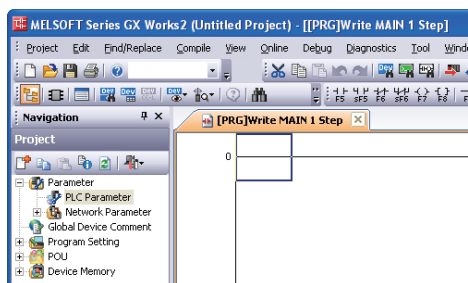 MELSOFT Series GX Works2 (Untitled Project) - [[PRG]Write MAIN 1 Step]
Project Edit Find/Replace Compile View Online Debug Diagnostics Tool Wind
F5 sF5 F6 sF6 F7 F8 F
Navigation
[PRG]Write MAIN 1 Step
Project
0
Parameter
PLC Parameter
Network Parameter
Global Device Comment
Program Setting
POU
Device Memory